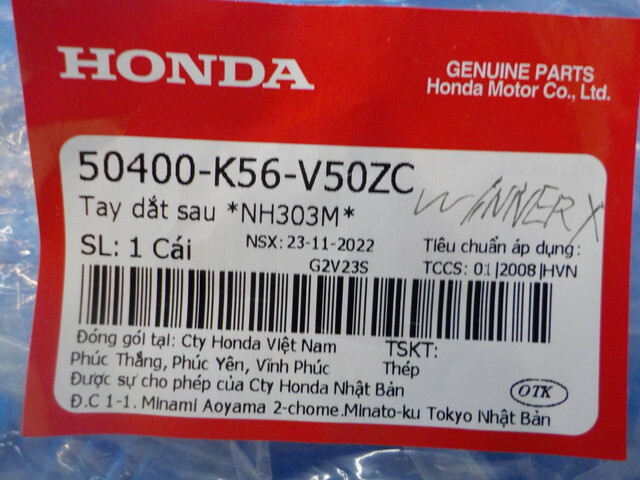 HONDA
GENUINE PARTS
Honda Motor Co., Ltd.
50400-K56-V50ZC
WINNER X
Tay dắt sau *NH303M*
SL: 1 Cái
NSX: 23-11-2022
G2V23S
Tiêu chuẩn áp dụng:
TCCS: 01|2008|HVN
Đóng gói tại: Cty Honda Việt Nam
Phúc Thắng, Phúc Yên, Vĩnh Phúc
TSKT:
Thép
Được sự cho phép của Cty Honda Nhật Bản
Đ.C 1-1. Minami Aoyama 2-chome.Minato-ku Tokyo Nhật Bản
OTK